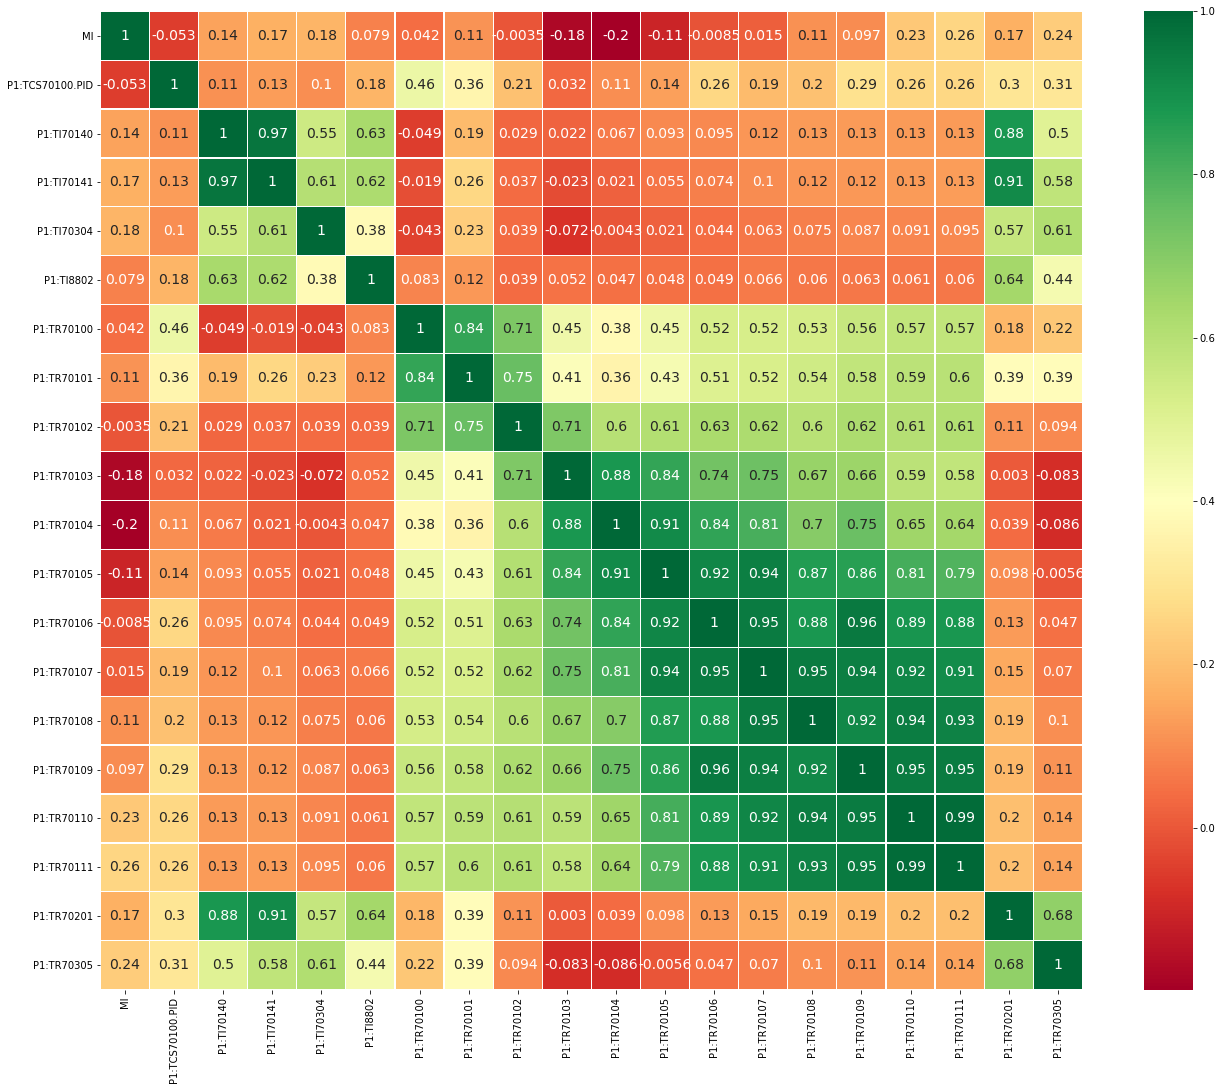 MI 1 -0.053 0.14 0.17 0.18 0.079 0.042 0.11 -0.0035 -0.18 -0.2 -0.11 -0.0085 0.015 0.11 0.097 0.23 0.26 0.17 0.24
P1:TCS70100.PID -0.053 1 0.11 0.13 0.1 0.18 0.46 0.36 0.21 0.032 0.11 0.14 0.26 0.19 0.2 0.29 0.26 0.26 0.3 0.31
P1:TI70140 0.14 0.11 1 0.97 0.55 0.63 -0.049 0.19 0.029 0.022 0.067 0.093 0.095 0.12 0.13 0.13 0.13 0.13 0.88 0.5
P1:TI70141 0.17 0.13 0.97 1 0.61 0.62 -0.019 0.26 0.037 -0.023 0.021 0.055 0.074 0.1 0.12 0.12 0.13 0.13 0.91 0.58
P1:TI70304 0.18 0.1 0.55 0.61 1 0.38 -0.043 0.23 0.039 -0.072 -0.0043 0.021 0.044 0.063 0.075 0.087 0.091 0.095 0.57 0.61
P1:TI8802 0.079 0.18 0.63 0.62 0.38 1 0.083 0.12 0.039 0.052 0.047 0.048 0.049 0.066 0.06 0.063 0.061 0.06 0.64 0.44
P1:TR70100 0.042 0.46 -0.049 -0.019 -0.043 0.083 1 0.84 0.71 0.45 0.38 0.45 0.52 0.52 0.53 0.56 0.57 0.57 0.18 0.22
P1:TR70101 0.11 0.36 0.19 0.26 0.23 0.12 0.84 1 0.75 0.41 0.36 0.43 0.51 0.52 0.54 0.58 0.59 0.6 0.39 0.39
P1:TR70102 -0.0035 0.21 0.029 0.037 0.039 0.039 0.71 0.75 1 0.71 0.6 0.61 0.63 0.62 0.6 0.62 0.61 0.61 0.11 0.094
P1:TR70103 -0.18 0.032 0.022 -0.023 -0.072 0.052 0.45 0.41 0.71 1 0.88 0.84 0.74 0.75 0.67 0.66 0.59 0.58 0.003 -0.083
P1:TR70104 -0.2 0.11 0.067 0.021 -0.0043 0.047 0.38 0.36 0.6 0.88 1 0.91 0.84 0.81 0.7 0.75 0.65 0.64 0.039 -0.086
P1:TR70105 -0.11 0.14 0.093 0.055 0.021 0.048 0.45 0.43 0.61 0.84 0.91 1 0.92 0.94 0.87 0.86 0.81 0.79 0.098 -0.0056
P1:TR70106 -0.0085 0.26 0.095 0.074 0.044 0.049 0.52 0.51 0.63 0.74 0.84 0.92 1 0.95 0.88 0.96 0.89 0.88 0.13 0.047
P1:TR70107 0.015 0.19 0.12 0.1 0.063 0.066 0.52 0.52 0.62 0.75 0.81 0.94 0.95 1 0.95 0.94 0.92 0.91 0.15 0.07
P1:TR70108 0.11 0.2 0.13 0.12 0.075 0.06 0.53 0.54 0.6 0.67 0.7 0.87 0.88 0.95 1 0.92 0.94 0.93 0.19 0.1
P1:TR70109 0.097 0.29 0.13 0.12 0.087 0.063 0.56 0.58 0.62 0.66 0.75 0.86 0.96 0.94 0.92 1 0.95 0.95 0.19 0.11
P1:TR70110 0.23 0.26 0.13 0.13 0.091 0.061 0.57 0.59 0.61 0.59 0.65 0.81 0.89 0.92 0.94 0.95 1 0.99 0.2 0.14
P1:TR70111 0.26 0.26 0.13 0.13 0.095 0.06 0.57 0.6 0.61 0.58 0.64 0.79 0.88 0.91 0.93 0.95 0.99 1 0.2 0.14
P1:TR70201 0.17 0.3 0.88 0.91 0.57 0.64 0.18 0.39 0.11 0.003 0.039 0.098 0.13 0.15 0.19 0.19 0.2 0.2 1 0.68
P1:TR70305 0.24 0.31 0.5 0.58 0.61 0.44 0.22 0.39 0.094 -0.083 -0.086 -0.0056 0.047 0.07 0.1 0.11 0.14 0.14 0.68 1
MI P1:TCS70100.PID P1:TI70140 P1:TI70141 P1:TI70304 P1:TI8802 P1:TR70100 P1:TR70101 P1:TR70102 P1:TR70103 P1:TR70104 P1:TR70105 P1:TR70106 P1:TR70107 P1:TR70108 P1:TR70109 P1:TR70110 P1:TR70111 P1:TR70201 P1:TR70305
1.0
0.8
0.6
0.4
0.2
0.0